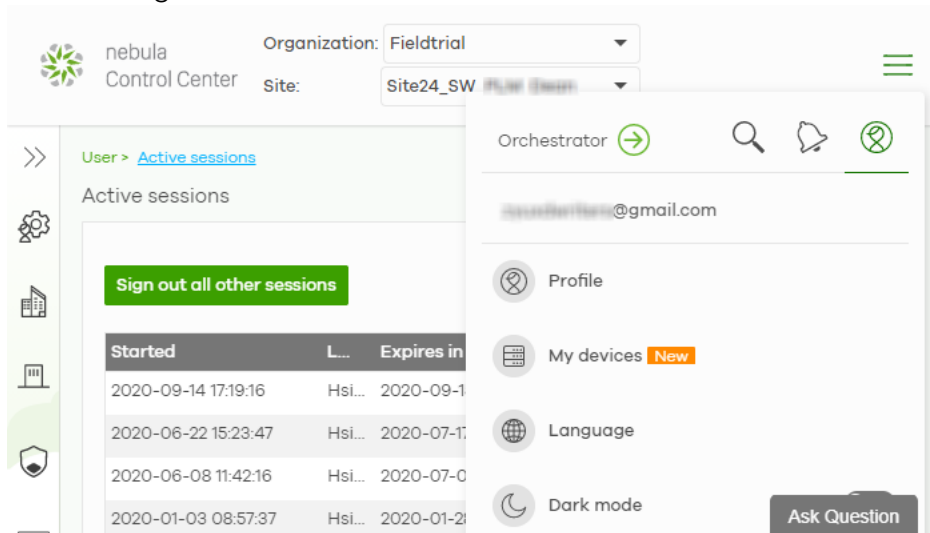 nebula
Control Center
Organization: Fieldtrial
Site: Site24_SW
Orchestrator
@gmail.com
Profile
My devices New
Language
Dark mode
User > Active sessions
Active sessions
Sign out all other sessions
Started L... Expires in
2020-09-14 17:19:16 Hsi... 2020-09-1
2020-06-22 15:23:47 Hsi... 2020-07-17
2020-06-08 11:42:16 Hsi... 2020-07-0
2020-01-03 08:57:37 Hsi... 2020-01-28
Ask Question